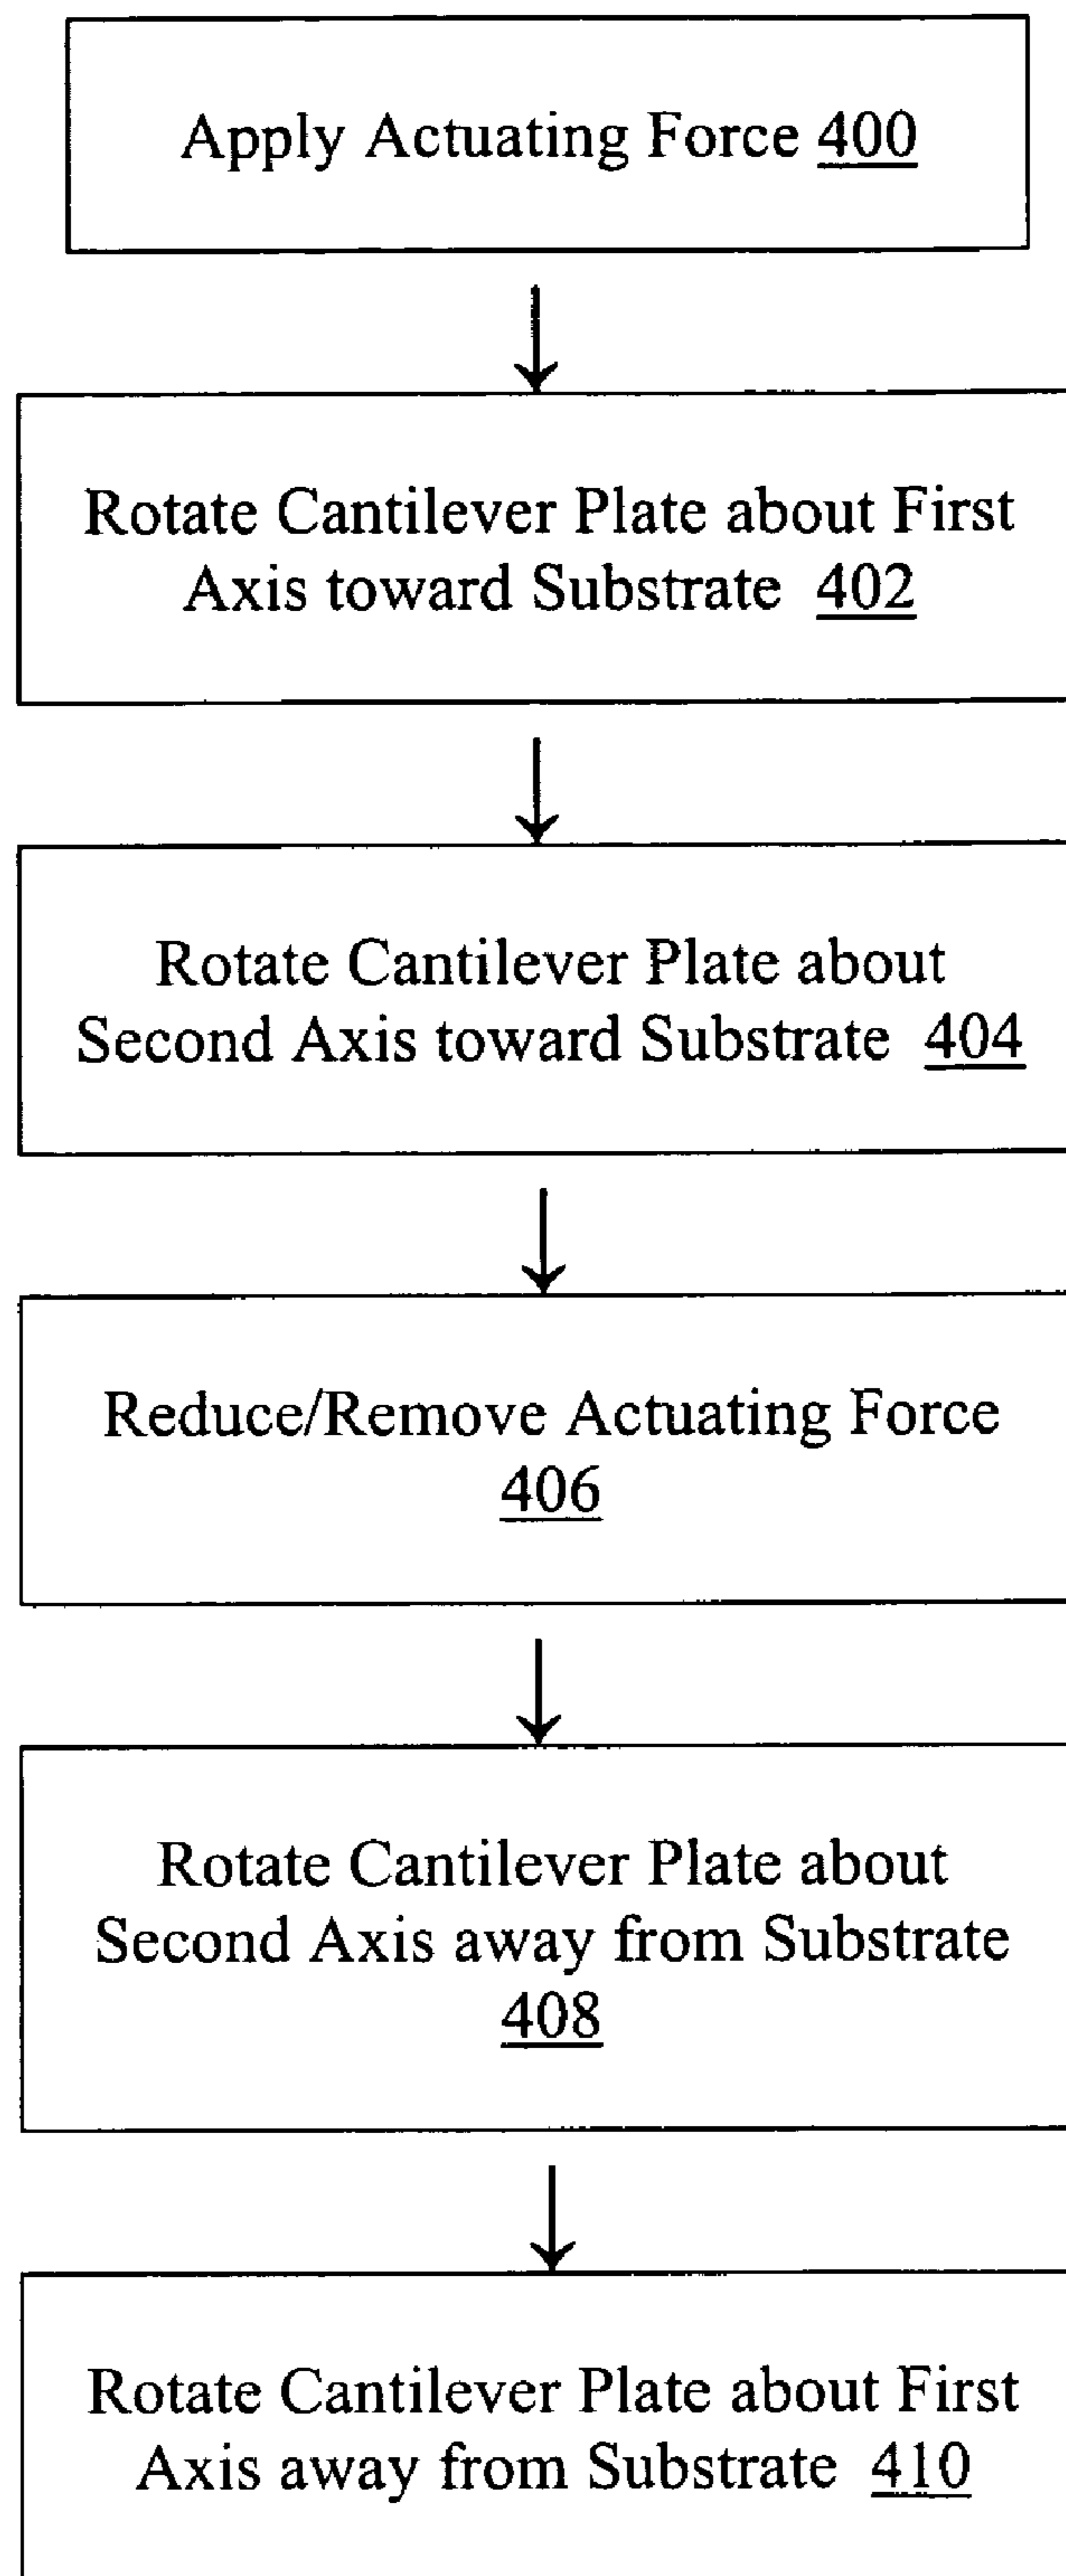 Apply Actuating Force 400
Rotate Cantilever Plate about First
Axis toward Substrate 402
Rotate Cantilever Plate about
Second Axis toward Substrate 404
Reduce/Remove Actuating Force
406
Rotate Cantilever Plate about
Second Axis away from Substrate
408
Rotate Cantilever Plate about First
Axis away from Substrate 410